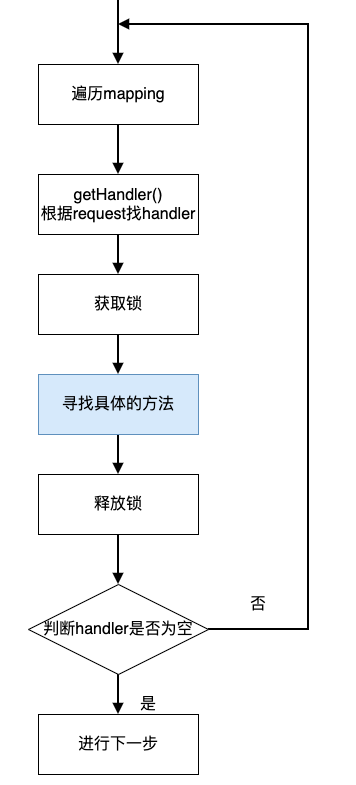 遍历mapping
getHandler()
根据request找handler
获取锁
寻找具体的方法
释放锁
判断handler是否为空
否
是
进行下一步